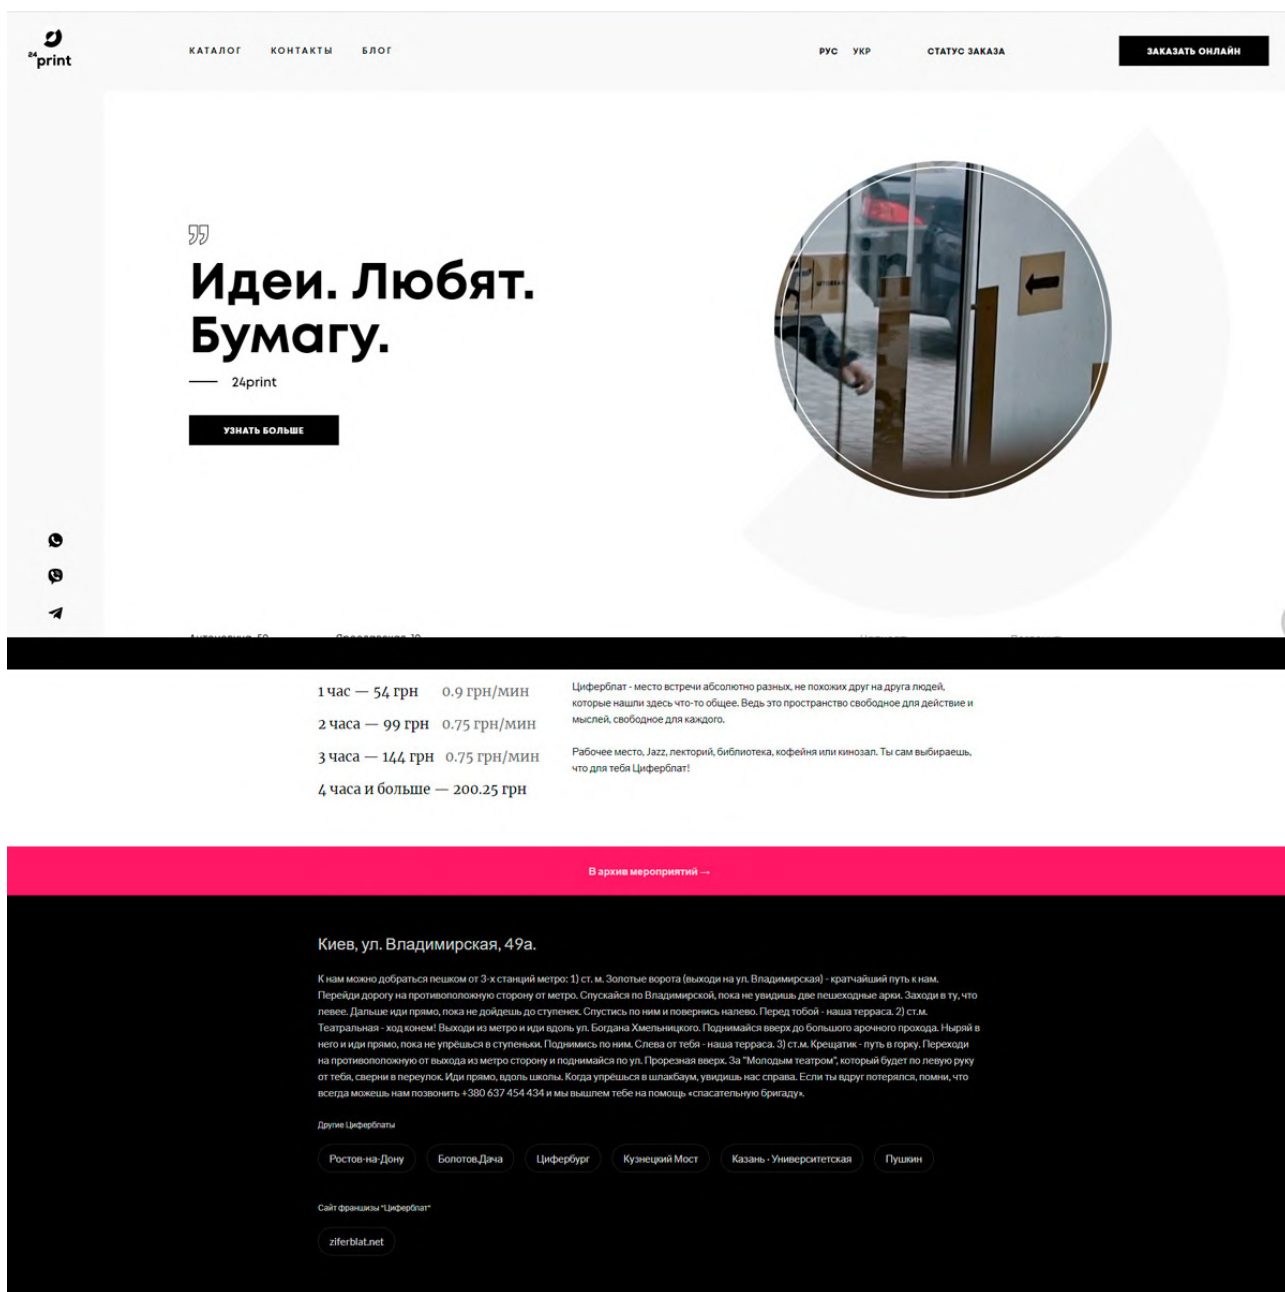 24print
КАТАЛОГ КОНТАКТЫ БЛОГ
РУС УКР
СТАТУС ЗАКАЗА
ЗАКАЗАТЬ ОНЛАЙН
Идеи. Любят.
Бумагу.
— 24print
УЗНАТЬ БОЛЬШЕ
1 час — 54 грн 0.9 грн/мин
2 часа — 99 грн 0.75 грн/мин
3 часа — 144 грн 0.75 грн/мин
4 часа и больше — 200.25 грн
Циферблат - место встречи абсолютно разных, не похожих друг на друга людей,
которые нашли здесь что-то общее. Ведь это пространство свободное для действие и
мыслей, свободное для каждого.
Рабочее место, Jazz, лекторий, библиотека, кофейня или кинозал. Ты сам выбираешь,
что для тебя Циферблат!
В архив мероприятий →
Киев, ул. Владимирская, 49а.
К нам можно добраться пешком от 3-х станций метро: 1) ст. м. Золотые ворота (выходи на ул. Владимирская) - кратчайший путь к нам.
Перейди дорогу на противоположную сторону от метро. Спускайся по Владимирской, пока не увидишь две пешеходные арки. Заходи в ту, что
левее. Дальше иди прямо, пока не дойдешь до ступенек. Спустись по ним и повернись налево. Перед тобой - наша терраса. 2) ст.м.
Театральная - ход конем! Выходи из метро и иди вдоль ул. Богдана Хмельницкого. Поднимайся вверх до большого арочного прохода. Ныряй в
него и иди прямо, пока не упрёшься в ступеньки. Поднимись по ним. Слева от тебя - наша терраса. 3) ст.м. Крещатик - путь в горку. Переходи
на противоположную от выхода из метро сторону и поднимайся по ул. Прорезная вверх. За "Молодым театром", который будет по левую руку
от тебя, сверни в переулок. Иди прямо, вдоль школы. Когда упрёшься в шлакбаум, увидишь нас справа. Если ты вдруг потерялся, помни, что
всегда можешь нам позвонить +380 637 454 434 и мы вышлем тебе на помощь «спасательную бригаду».
Другие Циферблаты
Ростов-на-Дону Болотов.Дача Цифербург Кузнецкий Мост Казань · Университетская Пушкин
Сайт франшизы "Циферблат"
ziferblat.net